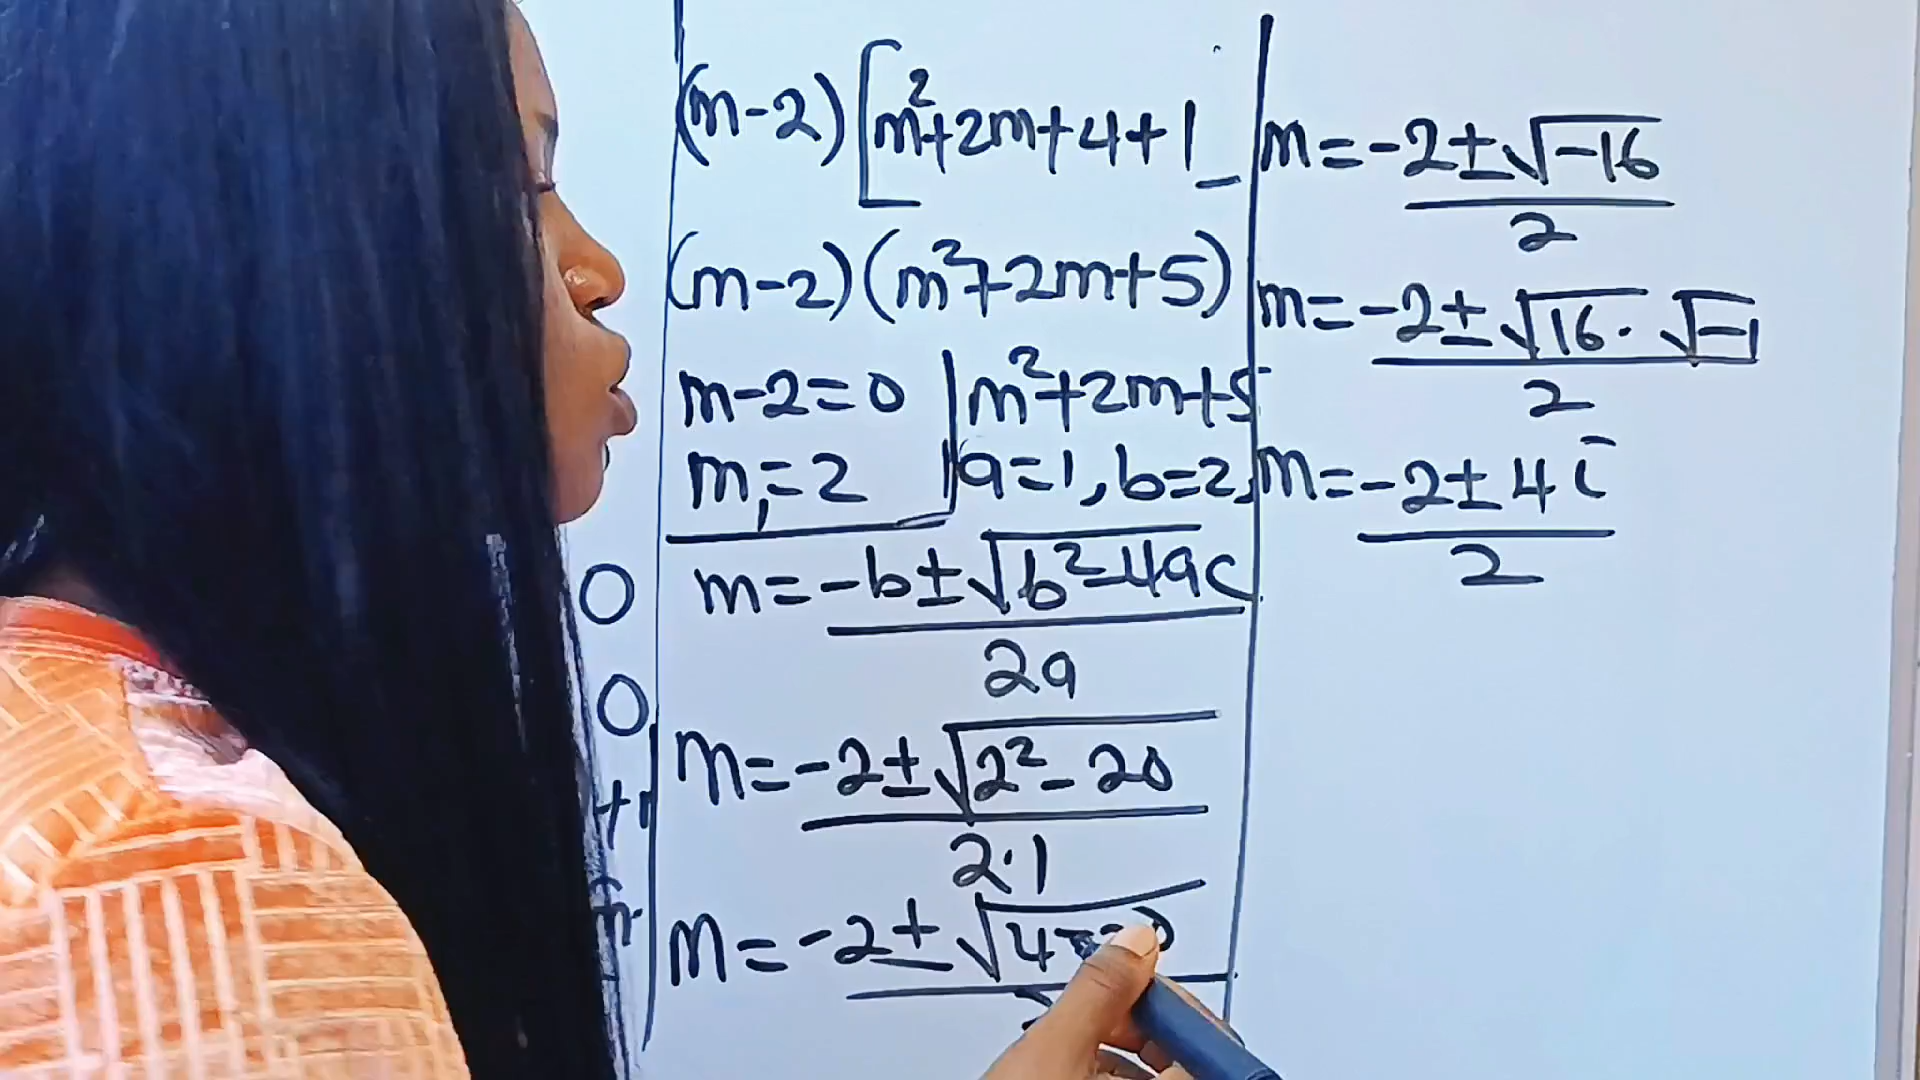 (m-2)[m²+2m+4+1
(m-2)(m²+2m+5)
m-2=0 | m²+2m+5
m₁=2 | a=1, b=2,
m=-b±√b²-4ac
2a
m=-2±√2²-20
2·1
m=-2±√4-
0
0
m=-2±√-16
2
m=-2±√16·√-1
2
m=-2±4i
2